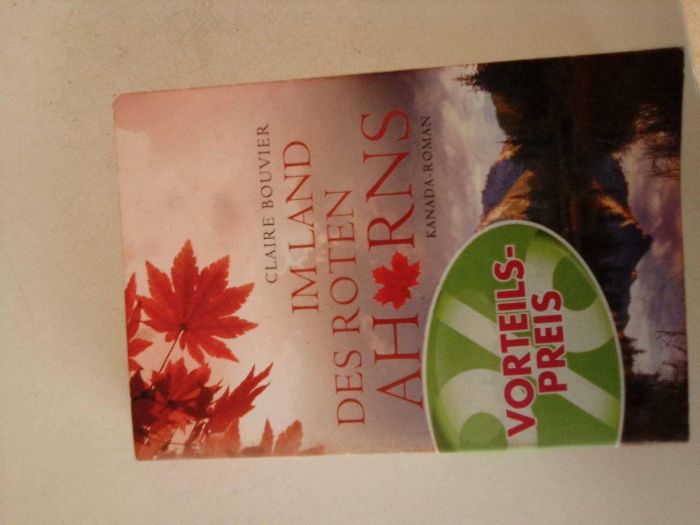 CLAIRE BOUVIER
IM LAND
DES ROTEN
AHORNS
KANADA-ROMAN
VORTEILS-
PREIS